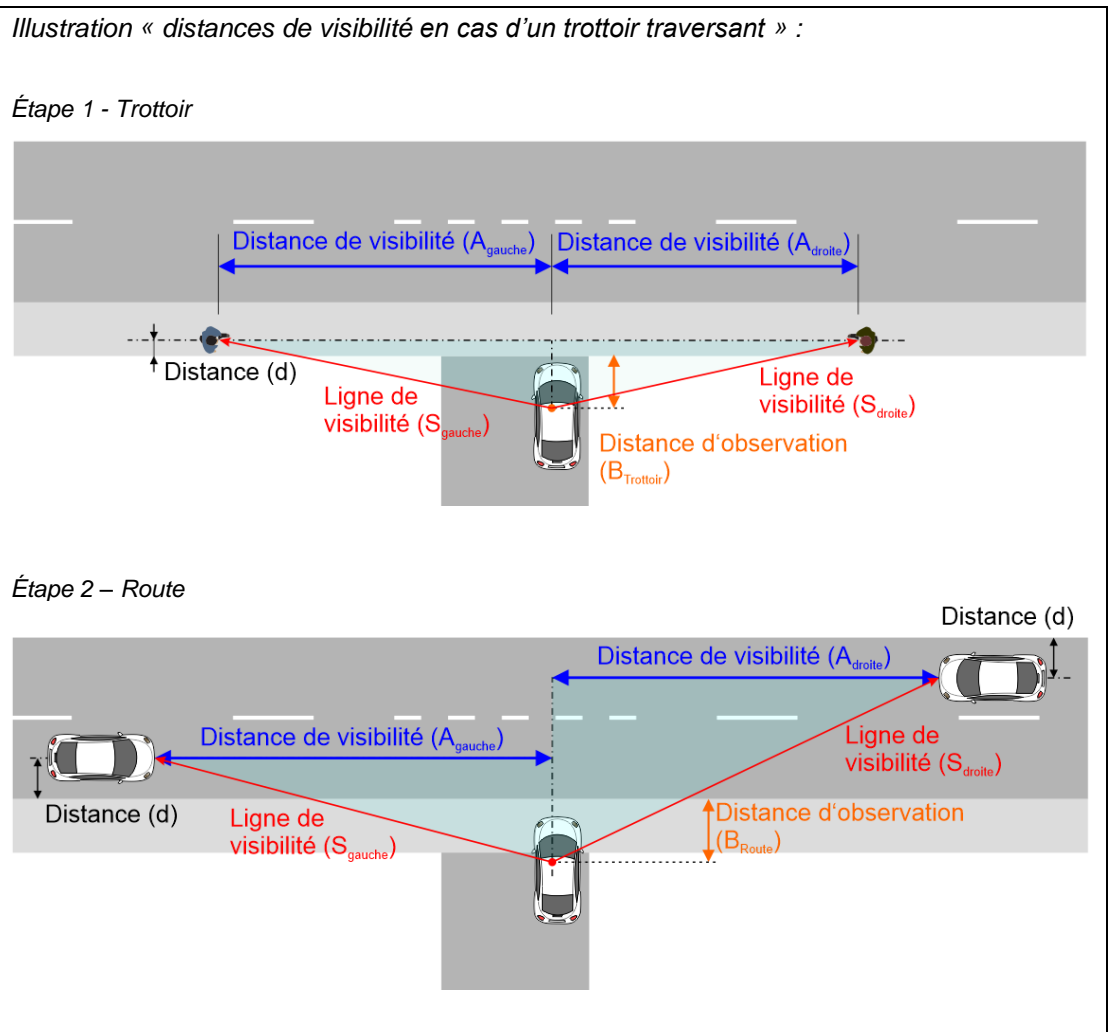 Illustration « distances de visibilité en cas d’un trottoir traversant » :
Étape 1 - Trottoir
Distance de visibilité (Agauche) Distance de visibilité (Adroite)
Distance (d)
Ligne de
visibilité (Sgauche)
Ligne de
visibilité (Sdroite)
Distance d‘observation
(BTrottoir)
Étape 2 – Route
Distance (d)
Distance de visibilité (Adroite)
Distance de visibilité (Agauche)
Ligne de
visibilité (Sdroite)
Distance (d)
Ligne de
visibilité (Sgauche)
Distance d‘observation
(BRoute)